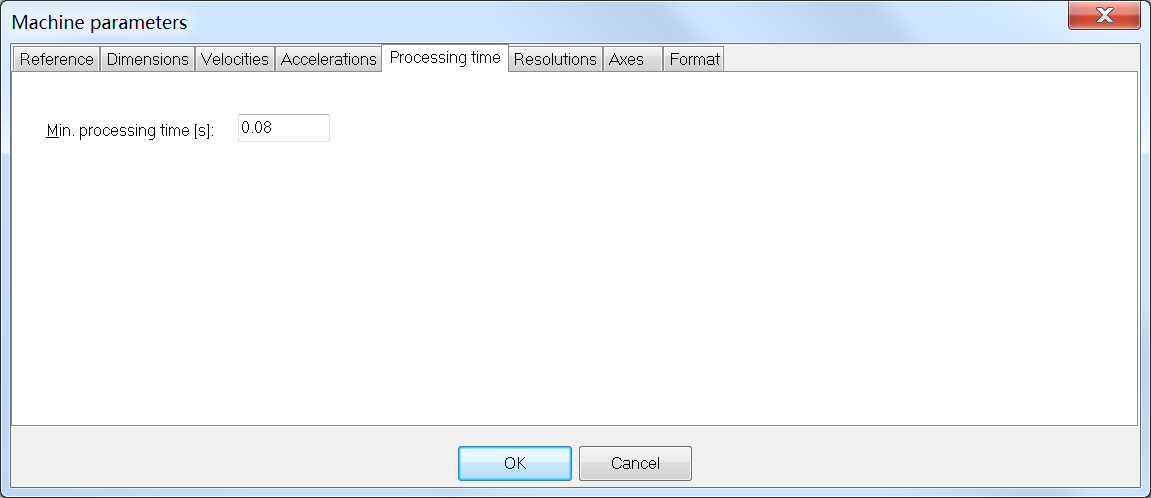 Machine parameters
Reference Dimensions Velocities Accelerations Processing time Resolutions Axes Format
Min. processing time [s]: 0.08
OK Cancel